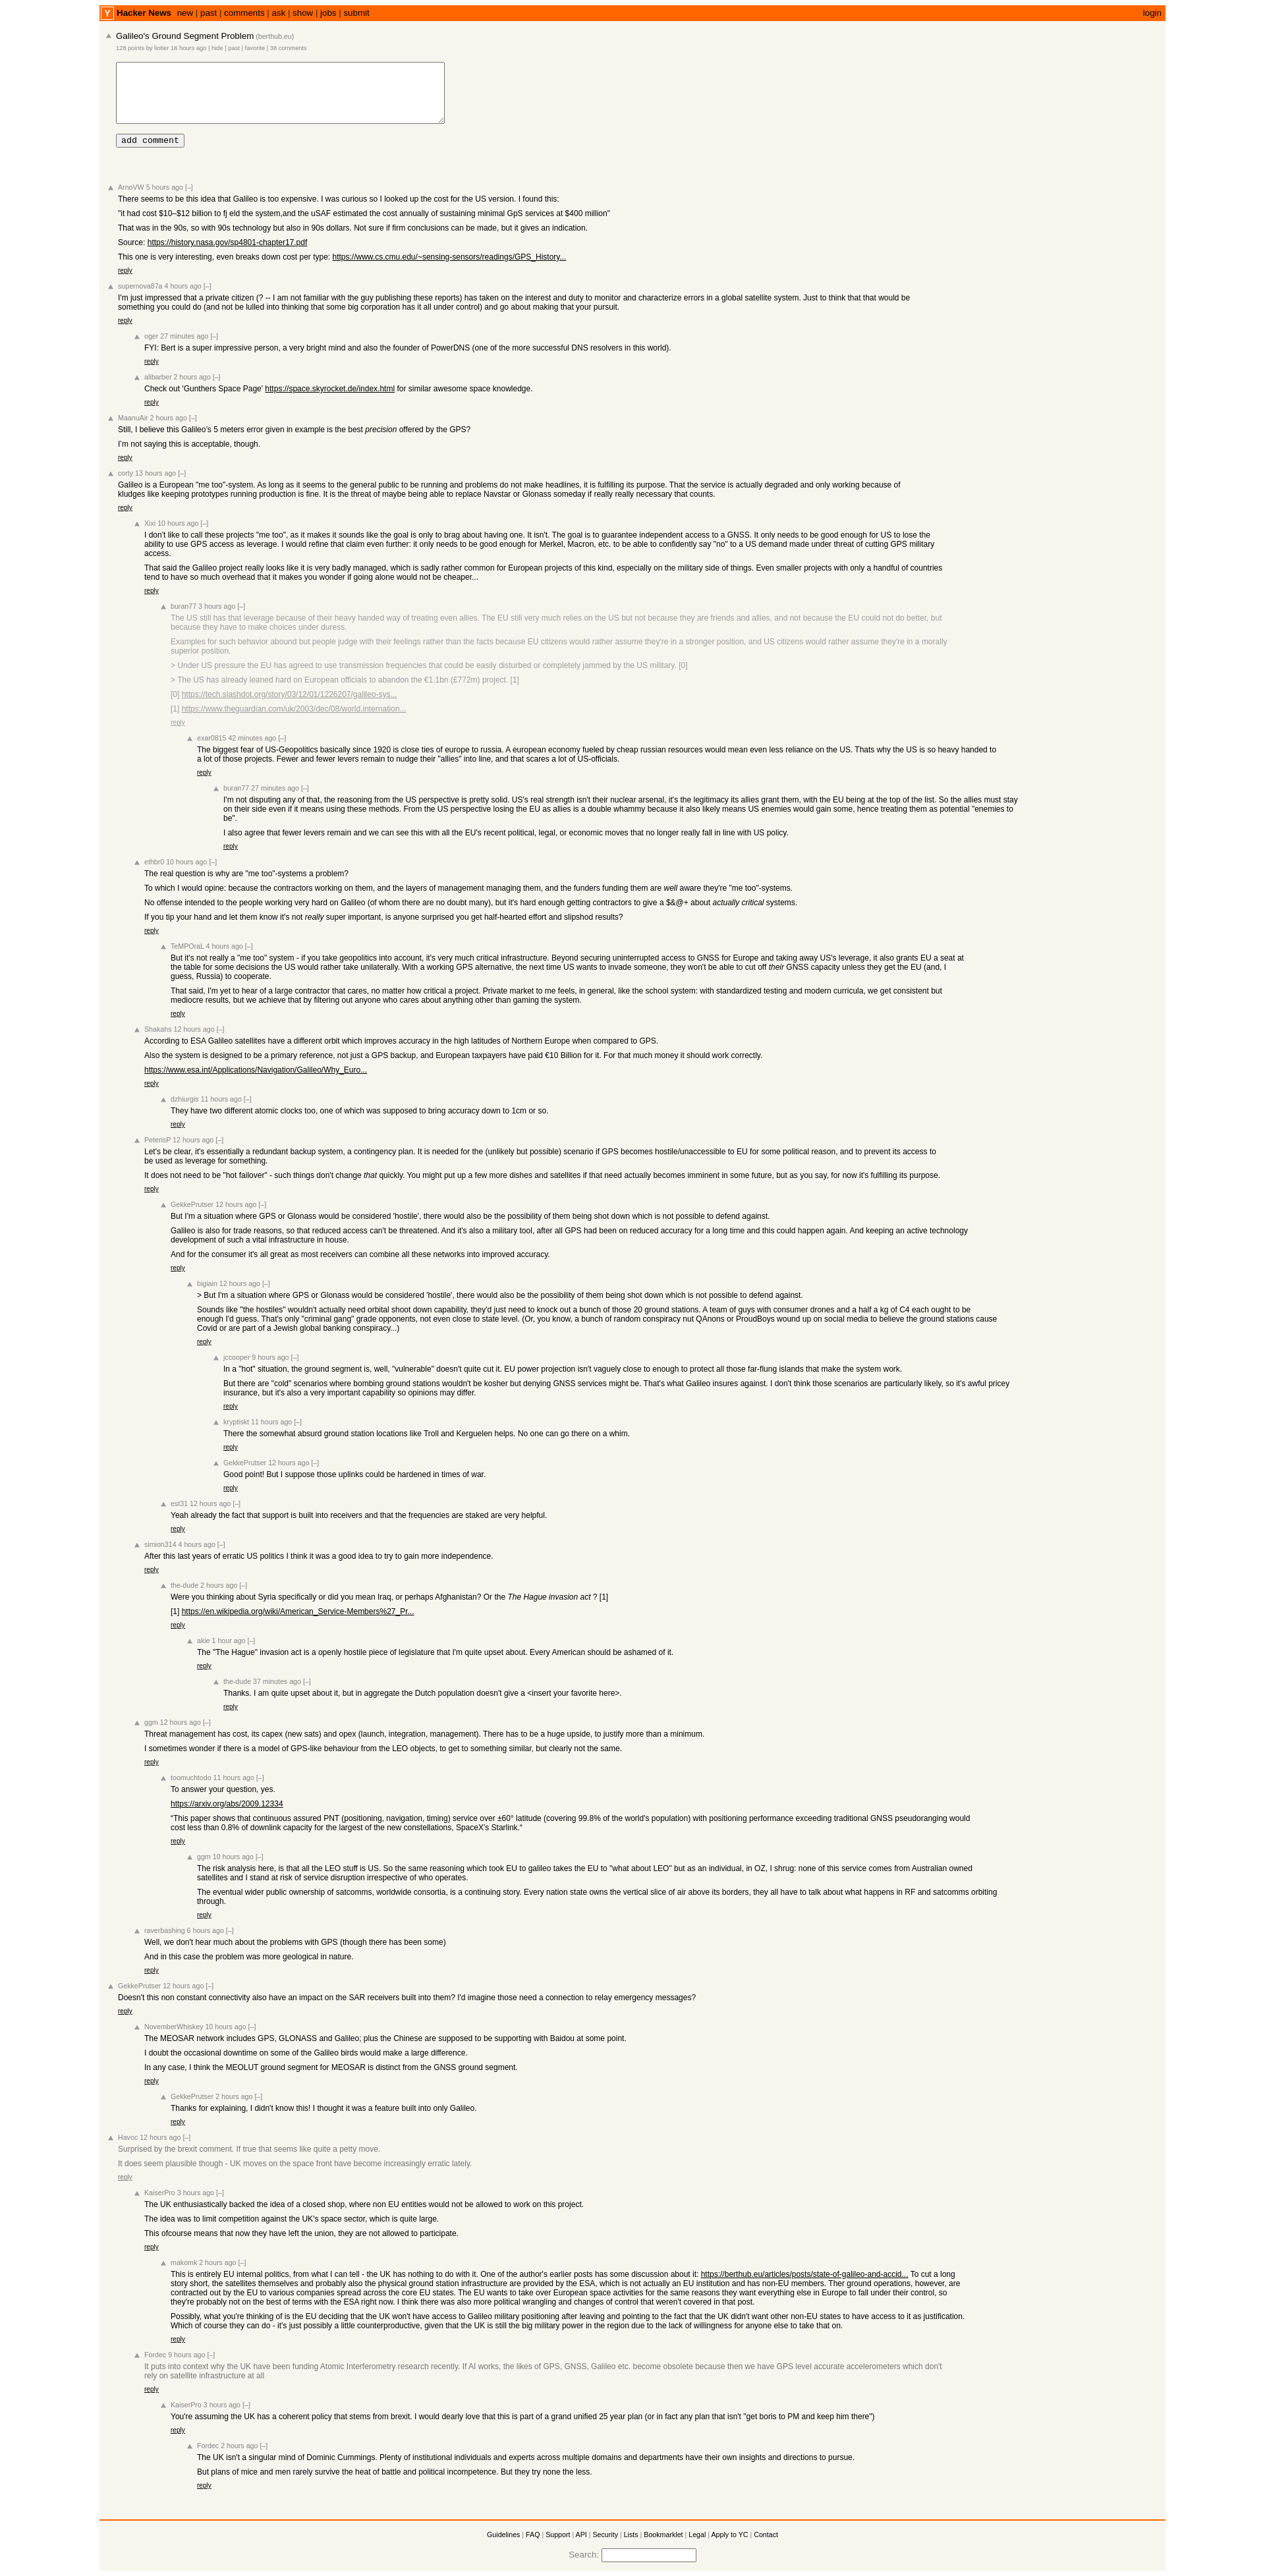 Y Hacker News new | past | comments | ask | show | jobs | submit login
Galileo's Ground Segment Problem (berthub.eu)
128 points by liotier 16 hours ago | hide | past | favorite | 38 comments
add comment
ArnoVW 5 hours ago [–]
There seems to be this idea that Galileo is too expensive. I was curious so I looked up the cost for the US version. I found this:
"it had cost $10–$12 billion to fj eld the system,and the uSAF estimated the cost annually of sustaining minimal GpS services at $400 million"
That was in the 90s, so with 90s technology but also in 90s dollars. Not sure if firm conclusions can be made, but it gives an indication.
Source: https://history.nasa.gov/sp4801-chapter17.pdf
This one is very interesting, even breaks down cost per type: https://www.cs.cmu.edu/~sensing-sensors/readings/GPS_History...
reply
supernova87a 4 hours ago [–]
I'm just impressed that a private citizen (? -- I am not familiar with the guy publishing these reports) has taken on the interest and duty to monitor and characterize errors in a global satellite system. Just to think that that would be
something you could do (and not be lulled into thinking that some big corporation has it all under control) and go about making that your pursuit.
reply
oger 27 minutes ago [–]
FYI: Bert is a super impressive person, a very bright mind and also the founder of PowerDNS (one of the more successful DNS resolvers in this world).
reply
alibarber 2 hours ago [–]
Check out 'Gunthers Space Page' https://space.skyrocket.de/index.html for similar awesome space knowledge.
reply
MaanuAir 2 hours ago [–]
Still, I believe this Galileo's 5 meters error given in example is the best precision offered by the GPS?
I'm not saying this is acceptable, though.
reply
corty 13 hours ago [–]
Galileo is a European "me too"-system. As long as it seems to the general public to be running and problems do not make headlines, it is fulfilling its purpose. That the service is actually degraded and only working because of
kludges like keeping prototypes running production is fine. It is the threat of maybe being able to replace Navstar or Glonass someday if really really necessary that counts.
reply
Xixi 10 hours ago [–]
I don't like to call these projects "me too", as it makes it sounds like the goal is only to brag about having one. It isn't. The goal is to guarantee independent access to a GNSS. It only needs to be good enough for US to lose the
ability to use GPS access as leverage. I would refine that claim even further: it only needs to be good enough for Merkel, Macron, etc. to be able to confidently say "no" to a US demand made under threat of cutting GPS military
access.
That said the Galileo project really looks like it is very badly managed, which is sadly rather common for European projects of this kind, especially on the military side of things. Even smaller projects with only a handful of countries
tend to have so much overhead that it makes you wonder if going alone would not be cheaper...
reply
buran77 3 hours ago [–]
The US still has that leverage because of their heavy handed way of treating even allies. The EU still very much relies on the US but not because they are friends and allies, and not because the EU could not do better, but
because they have to make choices under duress.
Examples for such behavior abound but people judge with their feelings rather than the facts because EU citizens would rather assume they're in a stronger position, and US citizens would rather assume they're in a morally
superior position.
> Under US pressure the EU has agreed to use transmission frequencies that could be easily disturbed or completely jammed by the US military. [0]
> The US has already leaned hard on European officials to abandon the €1.1bn (£772m) project. [1]
[0] https://tech.slashdot.org/story/03/12/01/1226207/galileo-sys...
[1] https://www.theguardian.com/uk/2003/dec/08/world.internation...
reply
exar0815 42 minutes ago [–]
The biggest fear of US-Geopolitics basically since 1920 is close ties of europe to russia. A european economy fueled by cheap russian resources would mean even less reliance on the US. Thats why the US is so heavy handed to
a lot of those projects. Fewer and fewer levers remain to nudge their "allies" into line, and that scares a lot of US-officials.
reply
buran77 27 minutes ago [–]
I'm not disputing any of that, the reasoning from the US perspective is pretty solid. US's real strength isn't their nuclear arsenal, it's the legitimacy its allies grant them, with the EU being at the top of the list. So the allies must stay
on their side even if it means using these methods. From the US perspective losing the EU as allies is a double whammy because it also likely means US enemies would gain some, hence treating them as potential "enemies to
be".
I also agree that fewer levers remain and we can see this with all the EU's recent political, legal, or economic moves that no longer really fall in line with US policy.
reply
ethbr0 10 hours ago [–]
The real question is why are "me too"-systems a problem?
To which I would opine: because the contractors working on them, and the layers of management managing them, and the funders funding them are well aware they're "me too"-systems.
No offense intended to the people working very hard on Galileo (of whom there are no doubt many), but it's hard enough getting contractors to give a $&@+ about actually critical systems.
If you tip your hand and let them know it's not really super important, is anyone surprised you get half-hearted effort and slipshod results?
reply
TeMPOraL 4 hours ago [–]
But it's not really a "me too" system - if you take geopolitics into account, it's very much critical infrastructure. Beyond securing uninterrupted access to GNSS for Europe and taking away US's leverage, it also grants EU a seat at
the table for some decisions the US would rather take unilaterally. With a working GPS alternative, the next time US wants to invade someone, they won't be able to cut off their GNSS capacity unless they get the EU (and, I
guess, Russia) to cooperate.
That said, I'm yet to hear of a large contractor that cares, no matter how critical a project. Private market to me feels, in general, like the school system: with standardized testing and modern curricula, we get consistent but
mediocre results, but we achieve that by filtering out anyone who cares about anything other than gaming the system.
reply
Shakahs 12 hours ago [–]
According to ESA Galileo satellites have a different orbit which improves accuracy in the high latitudes of Northern Europe when compared to GPS.
Also the system is designed to be a primary reference, not just a GPS backup, and European taxpayers have paid €10 Billion for it. For that much money it should work correctly.
https://www.esa.int/Applications/Navigation/Galileo/Why_Euro...
reply
dzhiurgis 11 hours ago [–]
They have two different atomic clocks too, one of which was supposed to bring accuracy down to 1cm or so.
reply
PeterisP 12 hours ago [–]
Let's be clear, it's essentially a redundant backup system, a contingency plan. It is needed for the (unlikely but possible) scenario if GPS becomes hostile/unaccessible to EU for some political reason, and to prevent its access to
be used as leverage for something.
It does not need to be "hot failover" - such things don't change that quickly. You might put up a few more dishes and satellites if that need actually becomes imminent in some future, but as you say, for now it's fulfilling its purpose.
reply
GekkePrutser 12 hours ago [–]
But I'm a situation where GPS or Glonass would be considered 'hostile', there would also be the possibility of them being shot down which is not possible to defend against.
Galileo is also for trade reasons, so that reduced access can't be threatened. And it's also a military tool, after all GPS had been on reduced accuracy for a long time and this could happen again. And keeping an active technology
development of such a vital infrastructure in house.
And for the consumer it's all great as most receivers can combine all these networks into improved accuracy.
reply
bigiain 12 hours ago [–]
> But I'm a situation where GPS or Glonass would be considered 'hostile', there would also be the possibility of them being shot down which is not possible to defend against.
Sounds like "the hostiles" wouldn't actually need orbital shoot down capability, they'd just need to knock out a bunch of those 20 ground stations. A team of guys with consumer drones and a half a kg of C4 each ought to be
enough I'd guess. That's only "criminal gang" grade opponents, not even close to state level. (Or, you know, a bunch of random conspiracy nut QAnons or ProudBoys wound up on social media to believe the ground stations cause
Covid or are part of a Jewish global banking conspiracy...)
reply
jccooper 9 hours ago [–]
In a "hot" situation, the ground segment is, well, "vulnerable" doesn't quite cut it. EU power projection isn't vaguely close to enough to protect all those far-flung islands that make the system work.
But there are "cold" scenarios where bombing ground stations wouldn't be kosher but denying GNSS services might be. That's what Galileo insures against. I don't think those scenarios are particularly likely, so it's awful pricey
insurance, but it's also a very important capability so opinions may differ.
reply
kryptiskt 11 hours ago [–]
There the somewhat absurd ground station locations like Troll and Kerguelen helps. No one can go there on a whim.
reply
GekkePrutser 12 hours ago [–]
Good point! But I suppose those uplinks could be hardened in times of war.
reply
est31 12 hours ago [–]
Yeah already the fact that support is built into receivers and that the frequencies are staked are very helpful.
reply
simion314 4 hours ago [–]
After this last years of erratic US politics I think it was a good idea to try to gain more independence.
reply
the-dude 2 hours ago [–]
Were you thinking about Syria specifically or did you mean Iraq, or perhaps Afghanistan? Or the The Hague invasion act ? [1]
[1] https://en.wikipedia.org/wiki/American_Service-Members%27_Pr...
reply
akie 1 hour ago [–]
The "The Hague" invasion act is a openly hostile piece of legislature that I'm quite upset about. Every American should be ashamed of it.
reply
the-dude 37 minutes ago [–]
Thanks. I am quite upset about it, but in aggregate the Dutch population doesn't give a <insert your favorite here>.
reply
ggm 12 hours ago [–]
Threat management has cost, its capex (new sats) and opex (launch, integration, management). There has to be a huge upside, to justify more than a minimum.
I sometimes wonder if there is a model of GPS-like behaviour from the LEO objects, to get to something similar, but clearly not the same.
reply
toomuchtodo 11 hours ago [–]
To answer your question, yes.
https://arxiv.org/abs/2009.12334
“This paper shows that continuous assured PNT (positioning, navigation, timing) service over ±60° latitude (covering 99.8% of the world's population) with positioning performance exceeding traditional GNSS pseudoranging would
cost less than 0.8% of downlink capacity for the largest of the new constellations, SpaceX's Starlink.“
reply
ggm 10 hours ago [–]
The risk analysis here, is that all the LEO stuff is US. So the same reasoning which took EU to galileo takes the EU to "what about LEO" but as an individual, in OZ, I shrug: none of this service comes from Australian owned
satellites and I stand at risk of service disruption irrespective of who operates.
The eventual wider public ownership of satcomms, worldwide consortia, is a continuing story. Every nation state owns the vertical slice of air above its borders, they all have to talk about what happens in RF and satcomms orbiting
through.
reply
raverbashing 6 hours ago [–]
Well, we don't hear much about the problems with GPS (though there has been some)
And in this case the problem was more geological in nature.
reply
GekkePrutser 12 hours ago [–]
Doesn't this non constant connectivity also have an impact on the SAR receivers built into them? I'd imagine those need a connection to relay emergency messages?
reply
NovemberWhiskey 10 hours ago [–]
The MEOSAR network includes GPS, GLONASS and Galileo; plus the Chinese are supposed to be supporting with Baidou at some point.
I doubt the occasional downtime on some of the Galileo birds would make a large difference.
In any case, I think the MEOLUT ground segment for MEOSAR is distinct from the GNSS ground segment.
reply
GekkePrutser 2 hours ago [–]
Thanks for explaining, I didn't know this! I thought it was a feature built into only Galileo.
reply
Havoc 12 hours ago [–]
Surprised by the brexit comment. If true that seems like quite a petty move.
It does seem plausible though - UK moves on the space front have become increasingly erratic lately.
reply
KaiserPro 3 hours ago [–]
The UK enthusiastically backed the idea of a closed shop, where non EU entities would not be allowed to work on this project.
The idea was to limit competition against the UK's space sector, which is quite large.
This ofcourse means that now they have left the union, they are not allowed to participate.
reply
makomk 2 hours ago [–]
This is entirely EU internal politics, from what I can tell - the UK has nothing to do with it. One of the author's earlier posts has some discussion about it: https://berthub.eu/articles/posts/state-of-galileo-and-accid... To cut a long
story short, the satellites themselves and probably also the physical ground station infrastructure are provided by the ESA, which is not actually an EU institution and has non-EU members. Ther ground operations, however, are
contracted out by the EU to various companies spread across the core EU states. The EU wants to take over European space activities for the same reasons they want everything else in Europe to fall under their control, so
they're probably not on the best of terms with the ESA right now. I think there was also more political wrangling and changes of control that weren't covered in that post.
Possibly, what you're thinking of is the EU deciding that the UK won't have access to Galileo military positioning after leaving and pointing to the fact that the UK didn't want other non-EU states to have access to it as justification.
Which of course they can do - it's just possibly a little counterproductive, given that the UK is still the big military power in the region due to the lack of willingness for anyone else to take that on.
reply
Fordec 9 hours ago [–]
It puts into context why the UK have been funding Atomic Interferometry research recently. If AI works, the likes of GPS, GNSS, Galileo etc. become obsolete because then we have GPS level accurate accelerometers which don't
rely on satellite infrastructure at all
reply
KaiserPro 3 hours ago [–]
You're assuming the UK has a coherent policy that stems from brexit. I would dearly love that this is part of a grand unified 25 year plan (or in fact any plan that isn't "get boris to PM and keep him there")
reply
Fordec 2 hours ago [–]
The UK isn't a singular mind of Dominic Cummings. Plenty of institutional individuals and experts across multiple domains and departments have their own insights and directions to pursue.
But plans of mice and men rarely survive the heat of battle and political incompetence. But they try none the less.
reply
Guidelines | FAQ | Support | API | Security | Lists | Bookmarklet | Legal | Apply to YC | Contact
Search: